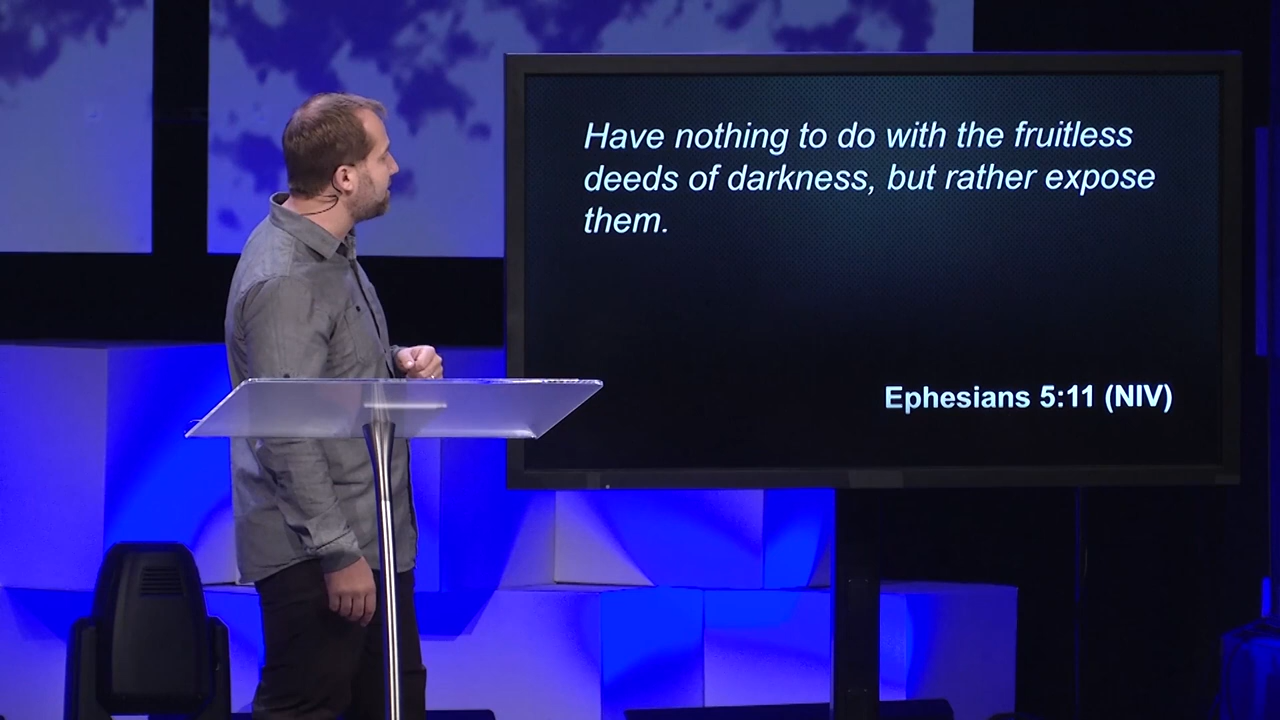 Have nothing to do with the fruitless
deeds of darkness, but rather expose
them.
Ephesians 5:11 (NIV)